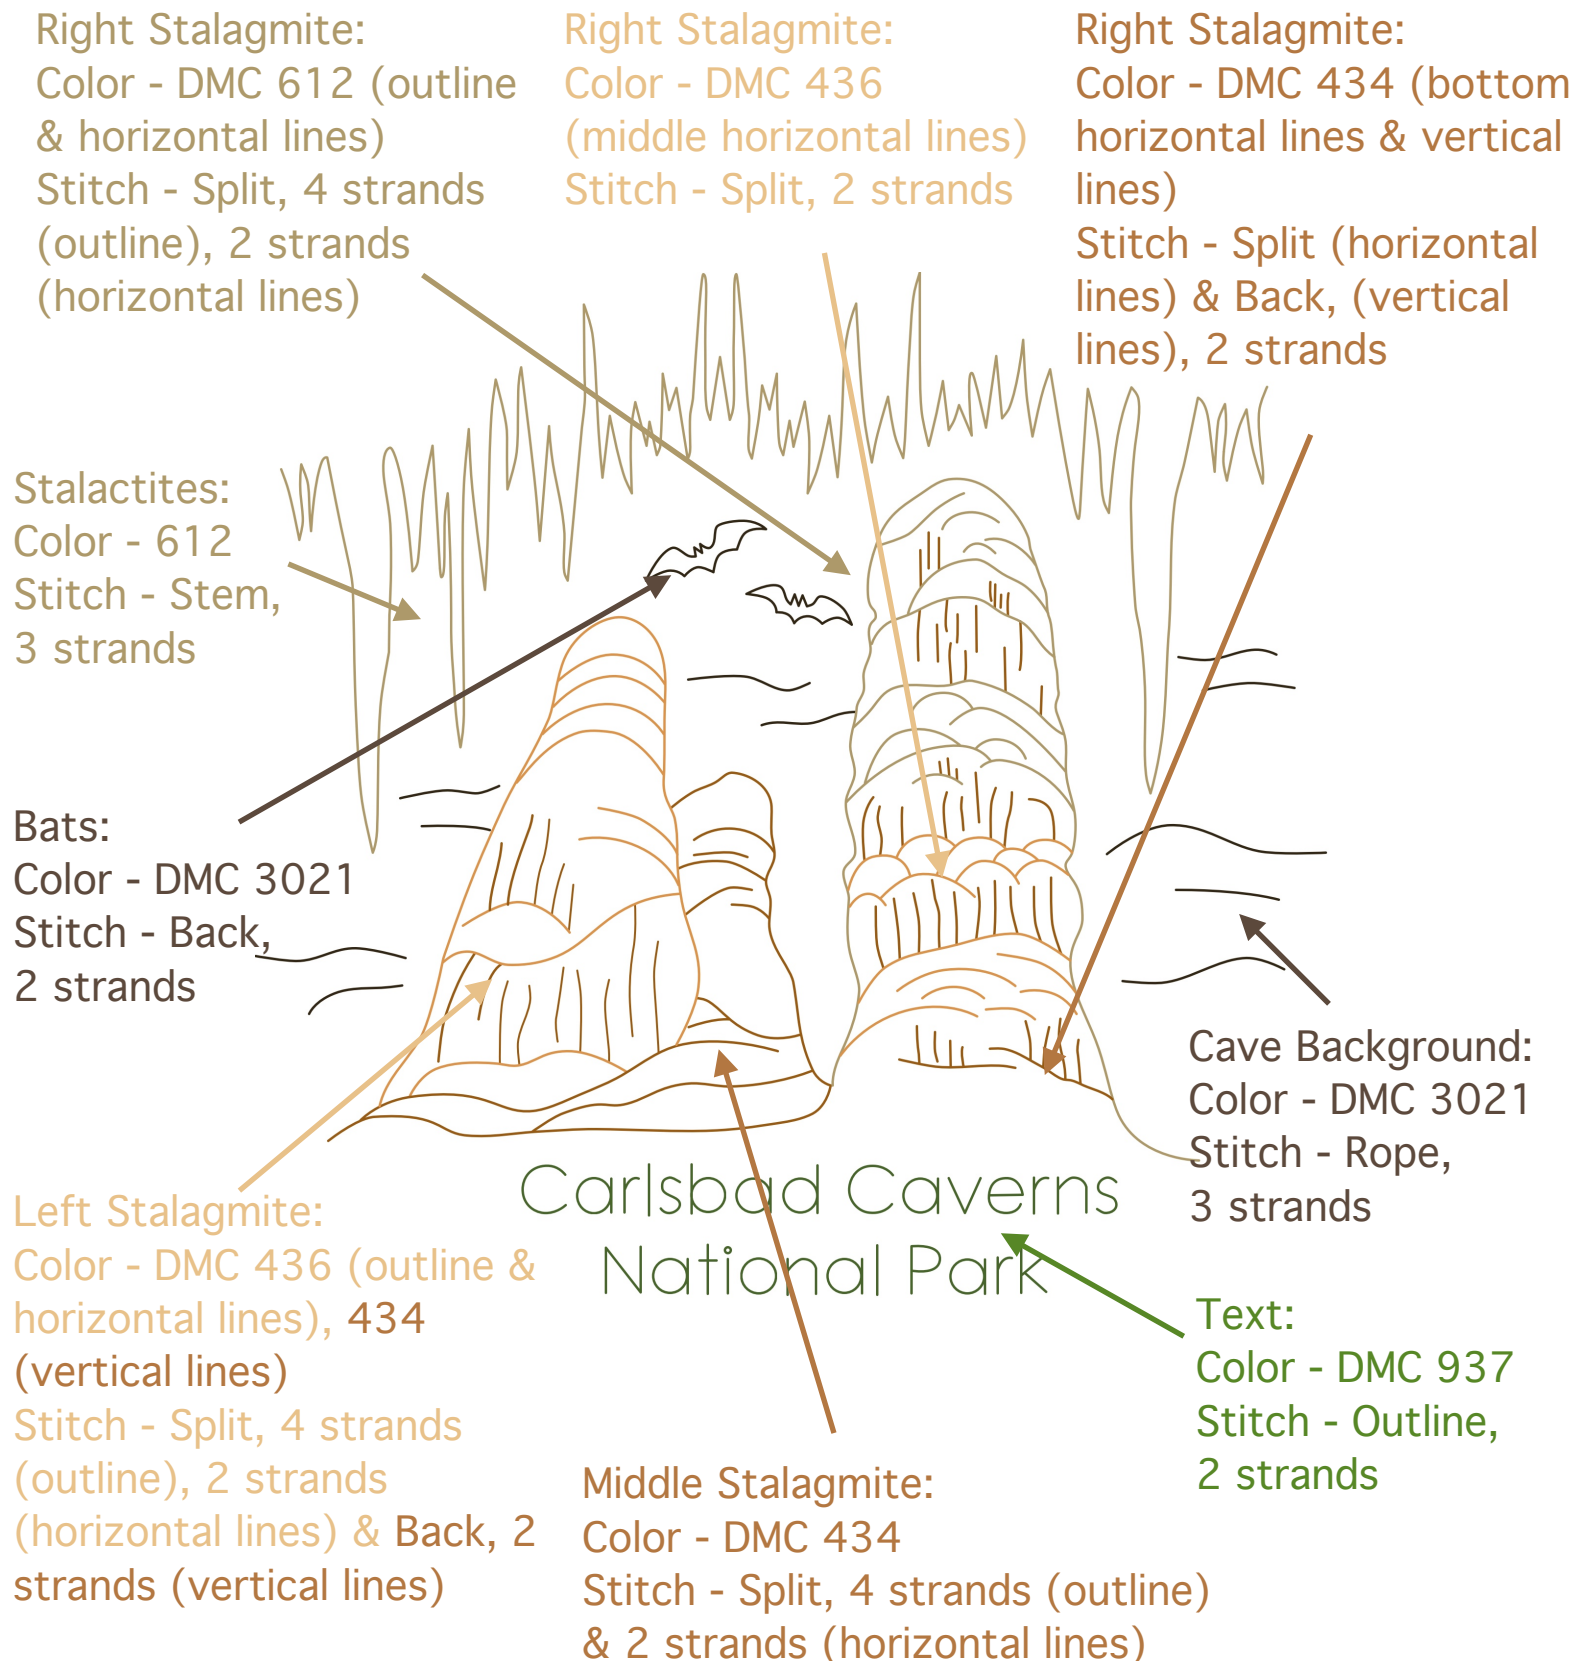 Right Stalagmite:
Color - DMC 612 (outline
& horizontal lines)
Stitch - Split, 4 strands
(outline), 2 strands
(horizontal lines)
Right Stalagmite:
Color - DMC 436
(middle horizontal lines)
Stitch - Split, 2 strands
Right Stalagmite:
Color - DMC 434 (bottom
horizontal lines & vertical
lines)
Stitch - Split (horizontal
lines) & Back, (vertical
lines), 2 strands
Stalactites:
Color - 612
Stitch - Stem,
3 strands
Bats:
Color - DMC 3021
Stitch - Back,
2 strands
Cave Background:
Color - DMC 3021
Stitch - Rope,
3 strands
Carlsbad Caverns
National Park
Left Stalagmite:
Color - DMC 436 (outline &
horizontal lines), 434
(vertical lines)
Stitch - Split, 4 strands
(outline), 2 strands
(horizontal lines) & Back, 2
strands (vertical lines)
Text:
Color - DMC 937
Stitch - Outline,
2 strands
Middle Stalagmite:
Color - DMC 434
Stitch - Split, 4 strands (outline)
& 2 strands (horizontal lines)